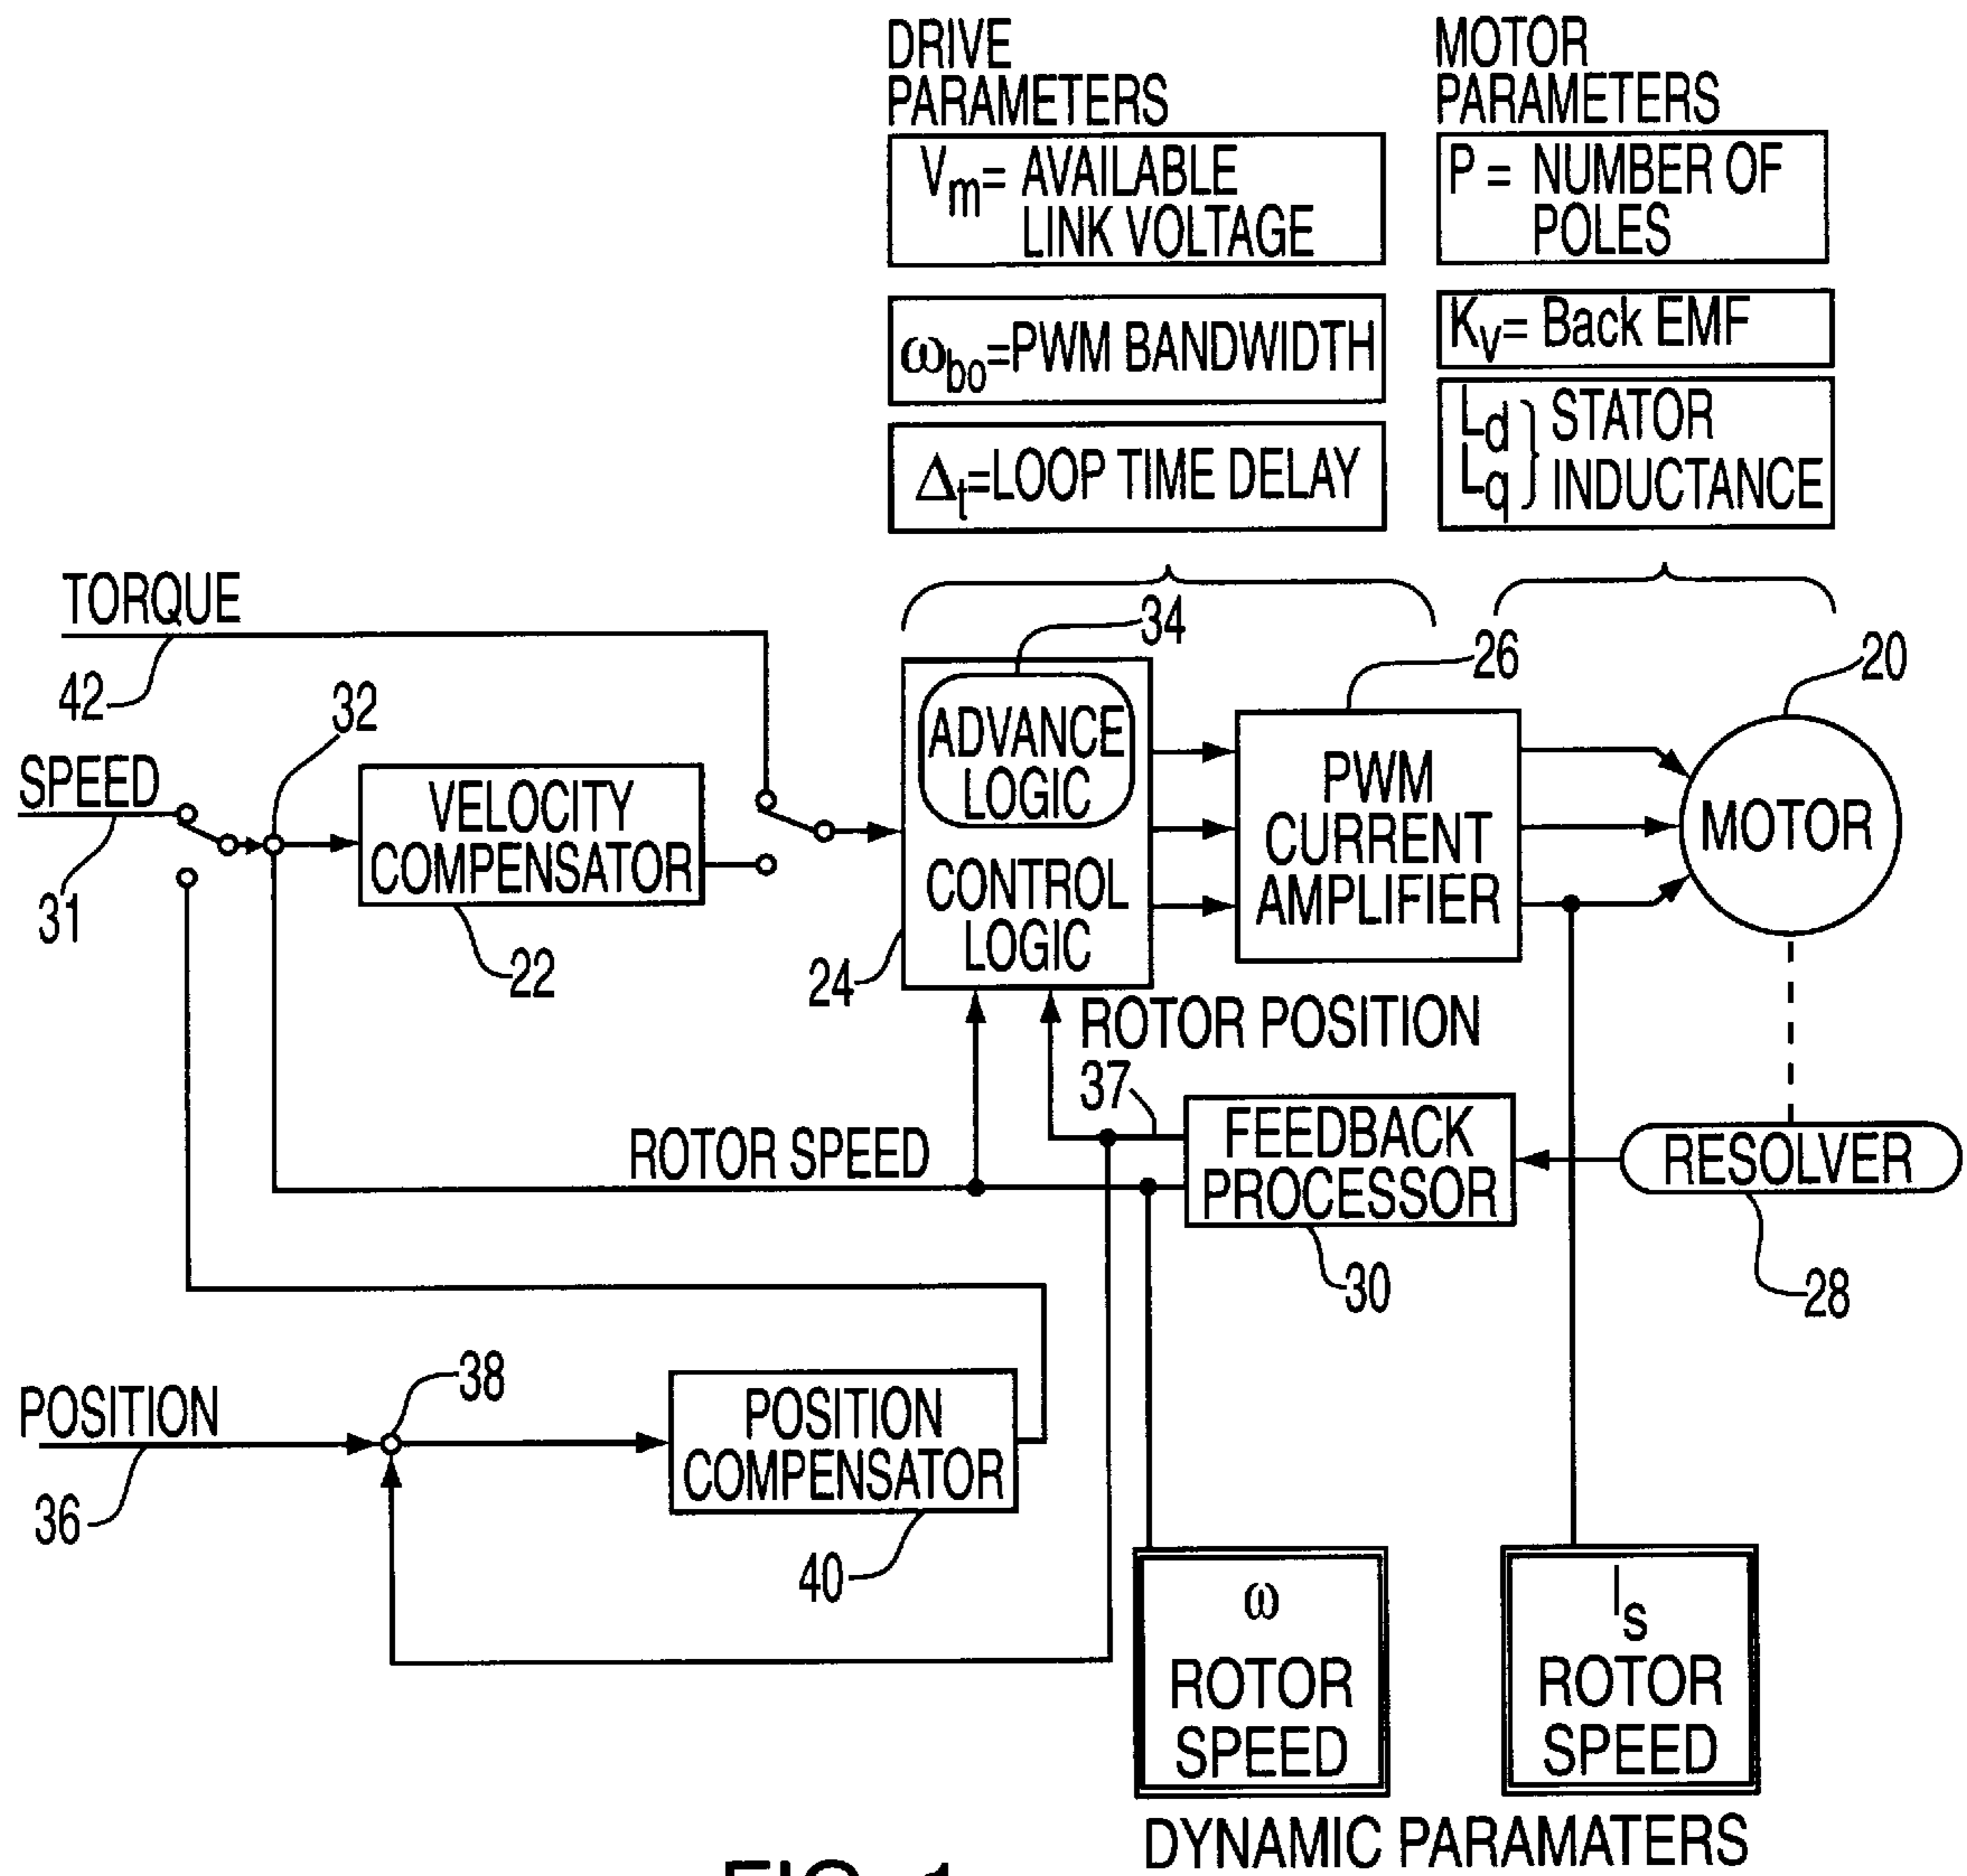 DRIVE
PARAMETERS
Vm= AVAILABLE
LINK VOLTAGE
ωbo=PWM BANDWIDTH
Δt=LOOP TIME DELAY
MOTOR
PARAMETERS
P = NUMBER OF
POLES
Kv= Back EMF
Ld } STATOR
Lq } INDUCTANCE
TORQUE
42
SPEED
31
32
VELOCITY
COMPENSATOR
22
34
ADVANCE
LOGIC
CONTROL
LOGIC
24
26
PWM
CURRENT
AMPLIFIER
20
MOTOR
ROTOR POSITION
37
ROTOR SPEED
FEEDBACK
PROCESSOR
30
RESOLVER
28
POSITION
36
38
POSITION
COMPENSATOR
40
ω
ROTOR
SPEED
IS
ROTOR
SPEED
DYNAMIC PARAMATERS
FIG. 1